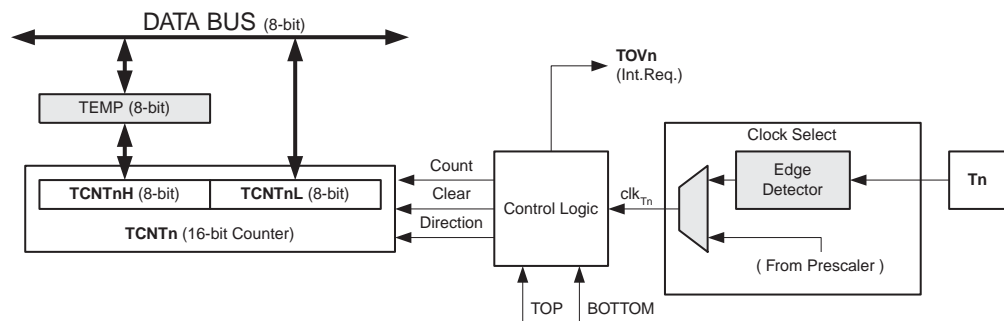 DATA BUS (8-bit)
TOVn
(Int.Req.)
TEMP (8-bit)
Clock Select
TCNTnH (8-bit) TCNTnL (8-bit)
TCNTn (16-bit Counter)
Count
Clear
Direction
Control Logic
clkTn
Edge
Detector
Tn
( From Prescaler )
TOP
BOTTOM